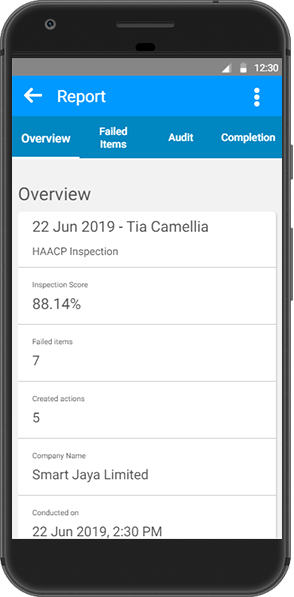 12:30
Report
Overview
Failed
Items
Audit
Completion
Overview
22 Jun 2019 - Tia Camellia
HAACP Inspection
Inspection Score
88.14%
Failed items
7
Created actions
5
Company Name
Smart Jaya Limited
Conducted on
22 Jun 2019, 2:30 PM